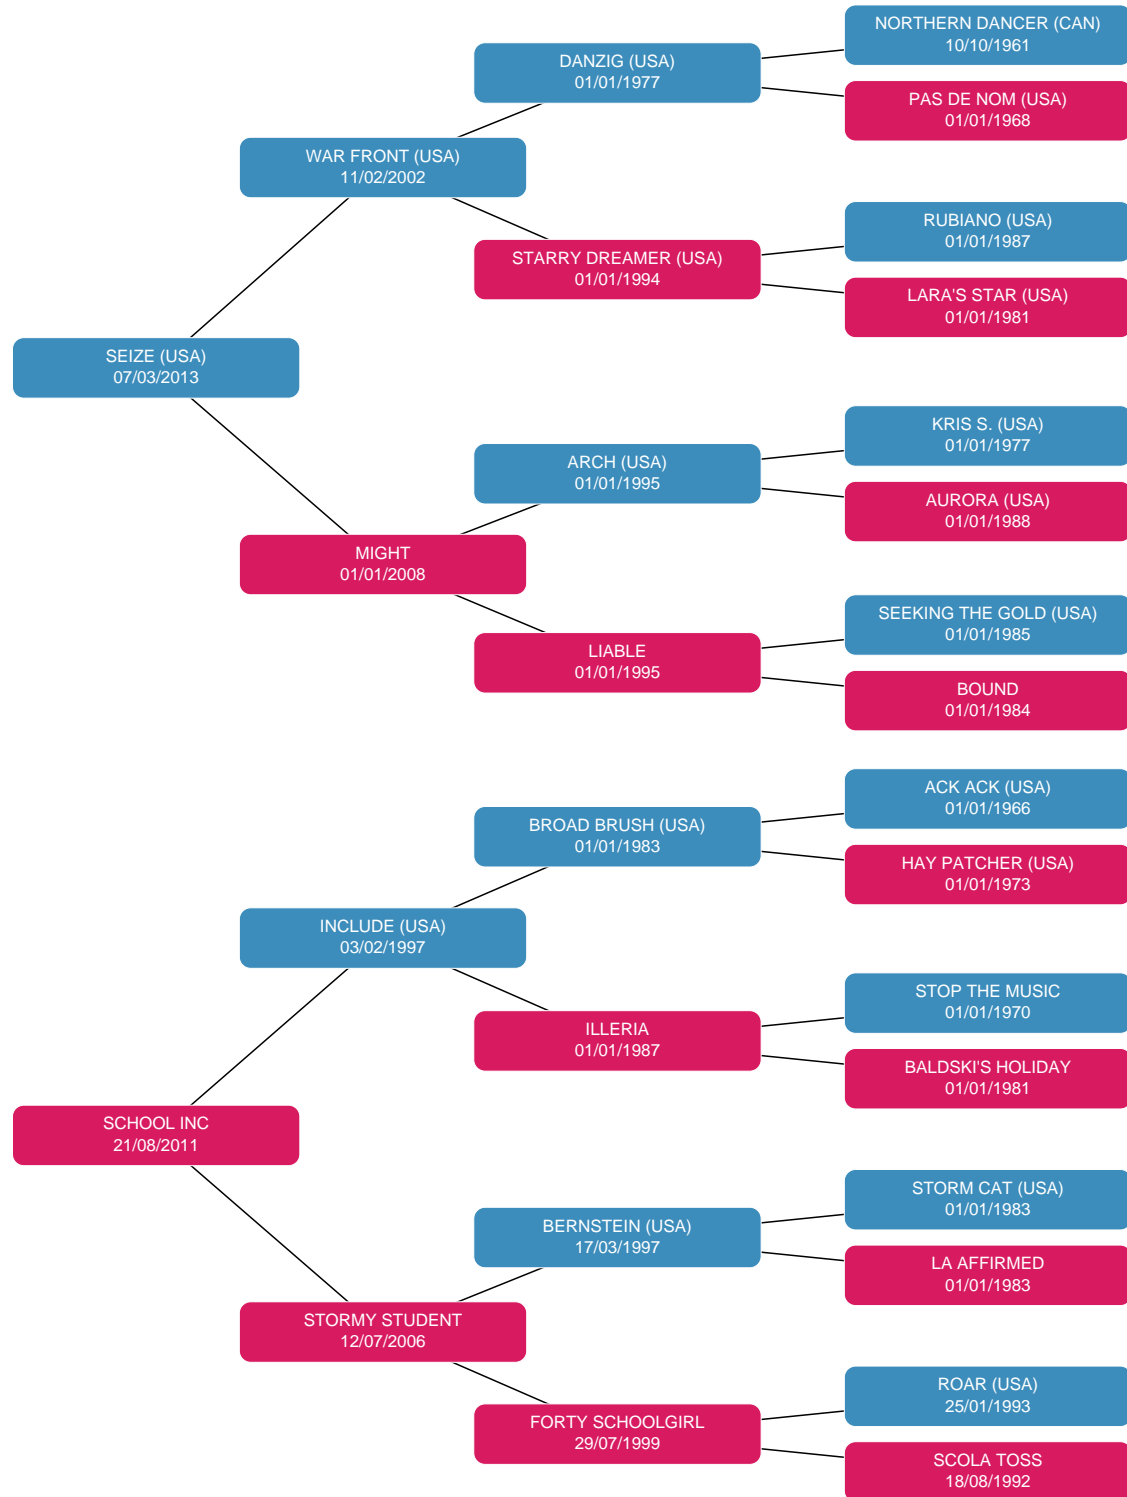 NORTHERN DANCER (CAN)
10/10/1961
DANZIG (USA)
01/01/1977
PAS DE NOM (USA)
01/01/1968
WAR FRONT (USA)
11/02/2002
RUBIANO (USA)
01/01/1987
STARRY DREAMER (USA)
01/01/1994
LARA'S STAR (USA)
01/01/1981
SEIZE (USA)
07/03/2013
KRIS S. (USA)
01/01/1977
ARCH (USA)
01/01/1995
AURORA (USA)
01/01/1988
MIGHT
01/01/2008
SEEKING THE GOLD (USA)
01/01/1985
LIABLE
01/01/1995
BOUND
01/01/1984
ACK ACK (USA)
01/01/1966
BROAD BRUSH (USA)
01/01/1983
HAY PATCHER (USA)
01/01/1973
INCLUDE (USA)
03/02/1997
STOP THE MUSIC
01/01/1970
ILLERIA
01/01/1987
BALDSKI'S HOLIDAY
01/01/1981
SCHOOL INC
21/08/2011
STORM CAT (USA)
01/01/1983
BERNSTEIN (USA)
17/03/1997
LA AFFIRMED
01/01/1983
STORMY STUDENT
12/07/2006
ROAR (USA)
25/01/1993
FORTY SCHOOLGIRL
29/07/1999
SCOLA TOSS
18/08/1992